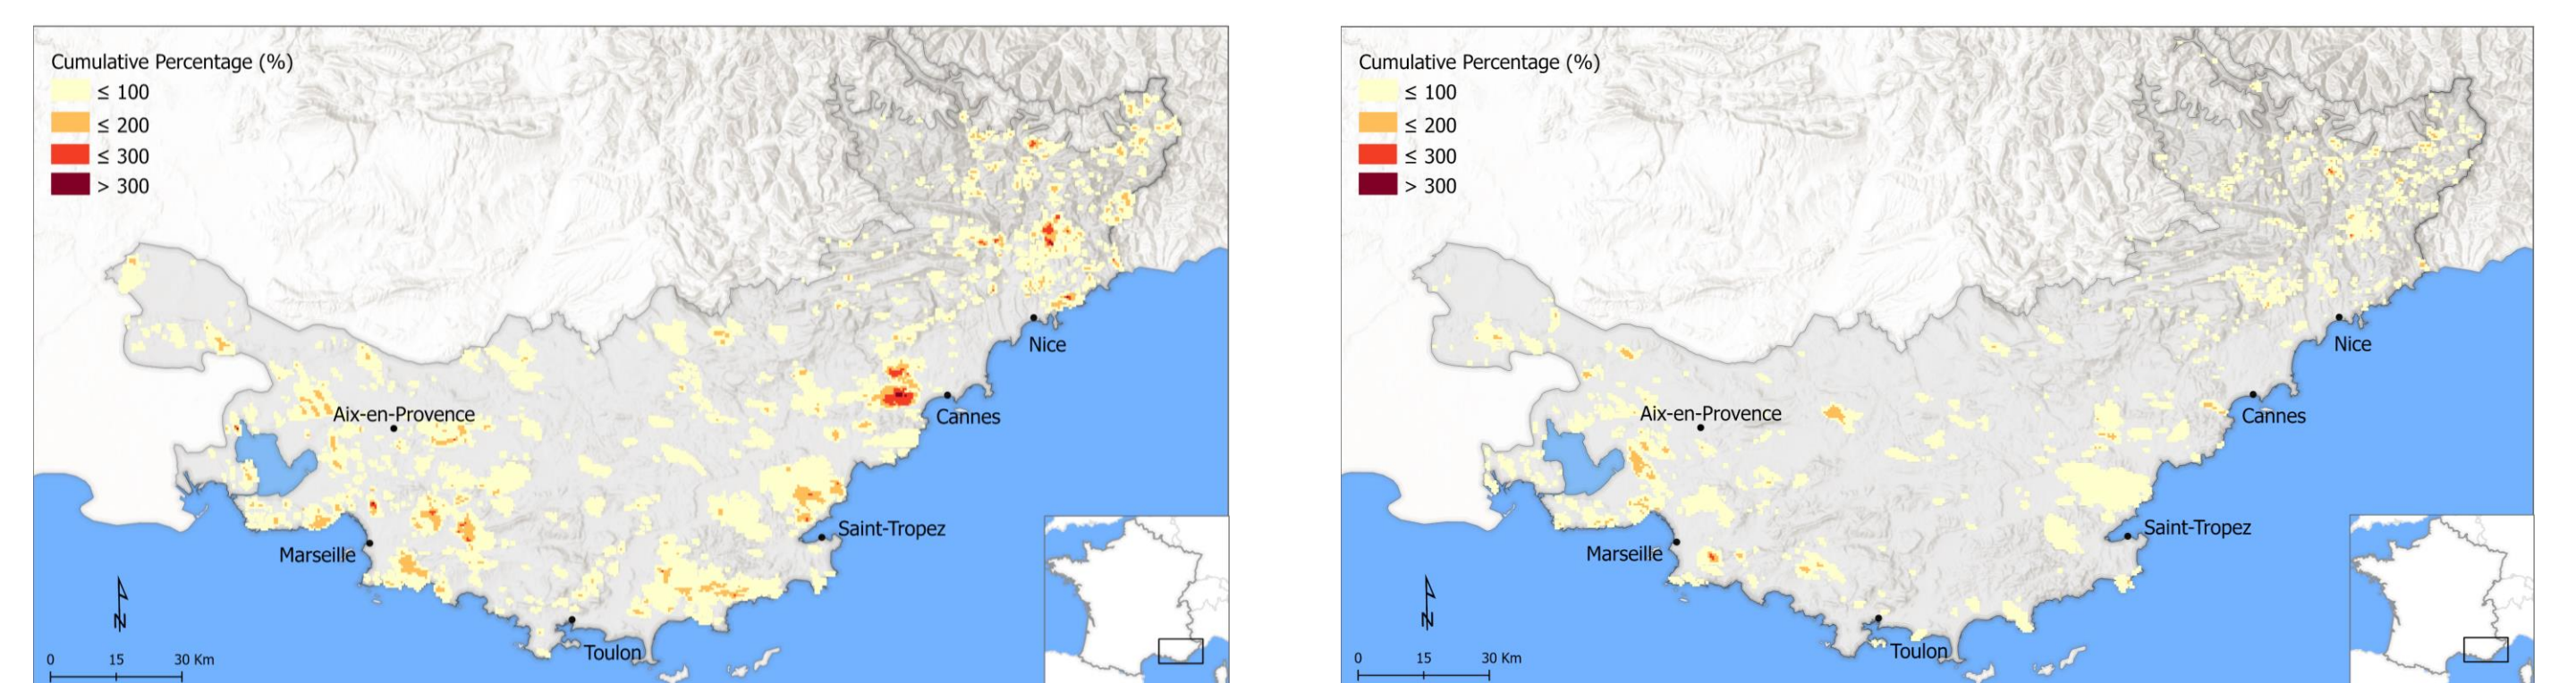 Cumulative Percentage (%)
≤ 100
≤ 200
≤ 300
> 300
Nice
Cannes
Aix-en-Provence
Saint-Tropez
Marseille
Toulon
N
0 15 30 Km
Cumulative Percentage (%)
≤ 100
≤ 200
≤ 300
> 300
Nice
Cannes
Aix-en-Provence
Saint-Tropez
Marseille
Toulon
N
0 15 30 Km